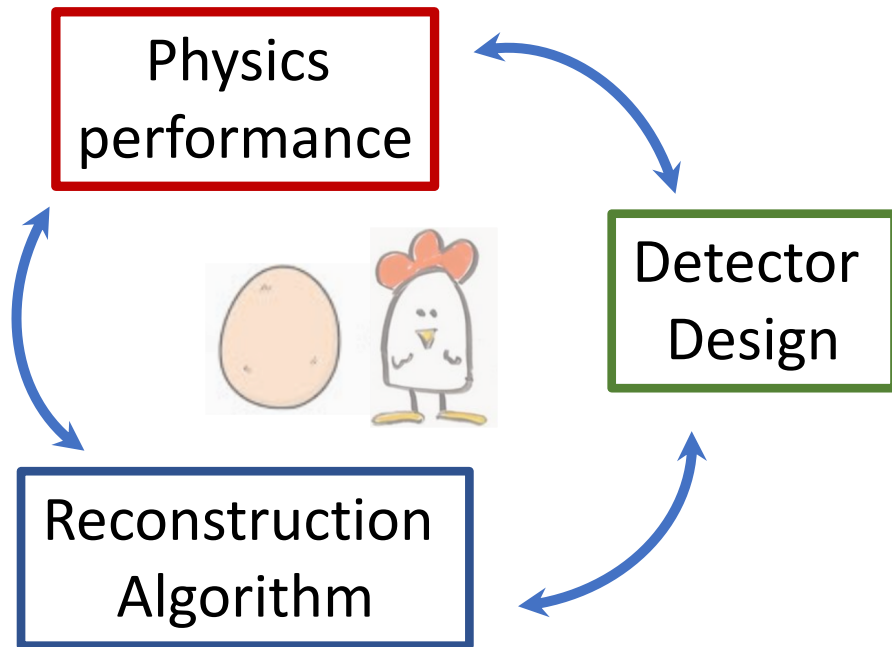 Physics
performance
Detector
Design
Reconstruction
Algorithm